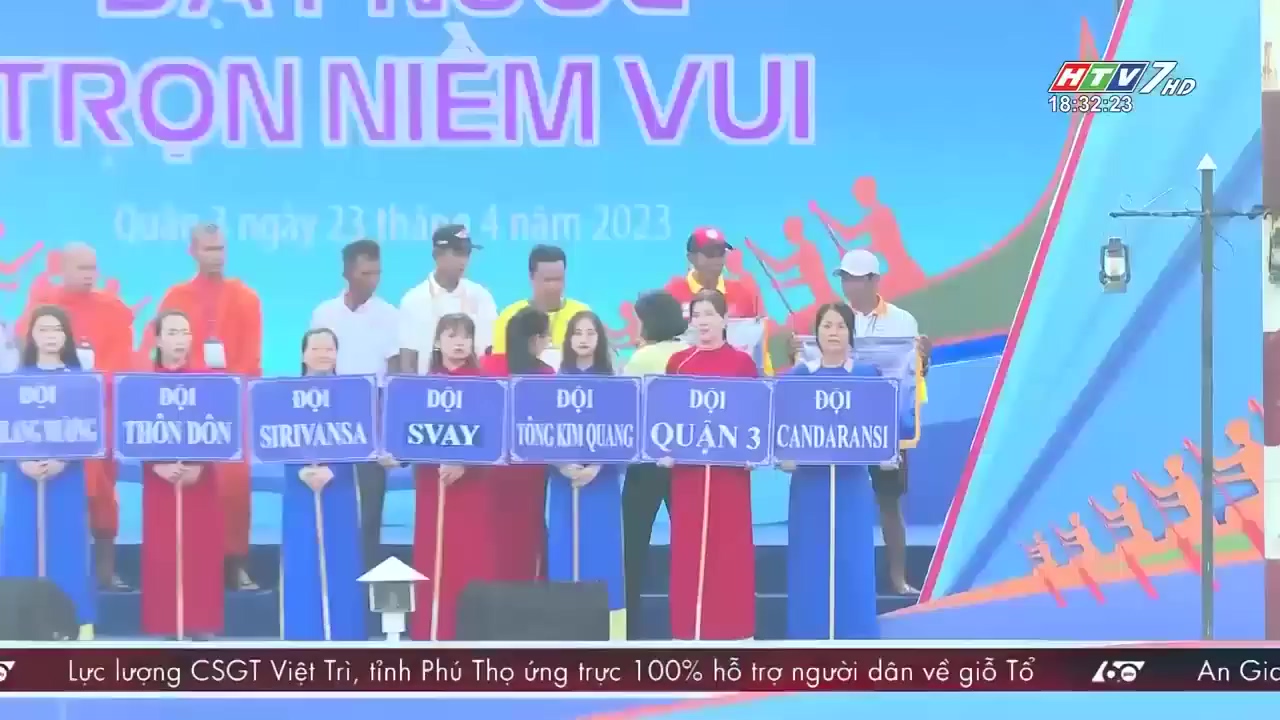 TRỌN NIỀM VUI
Quận 3 ngày 23 tháng 4 năm 2023
HTV7 HD
18:32:23
ĐỘI
ĐỘI
THÔN DÔN
ĐỘI
SIRIVANSA
ĐỘI
SVAY
ĐỘI
TÔNG KIM QUANG
ĐỘI
QUẬN 3
ĐỘI
CANDARANSI
Lực lượng CSGT Việt Trì, tỉnh Phú Thọ ứng trực 100% hỗ trợ người dân về giỗ Tổ
60
An Gia